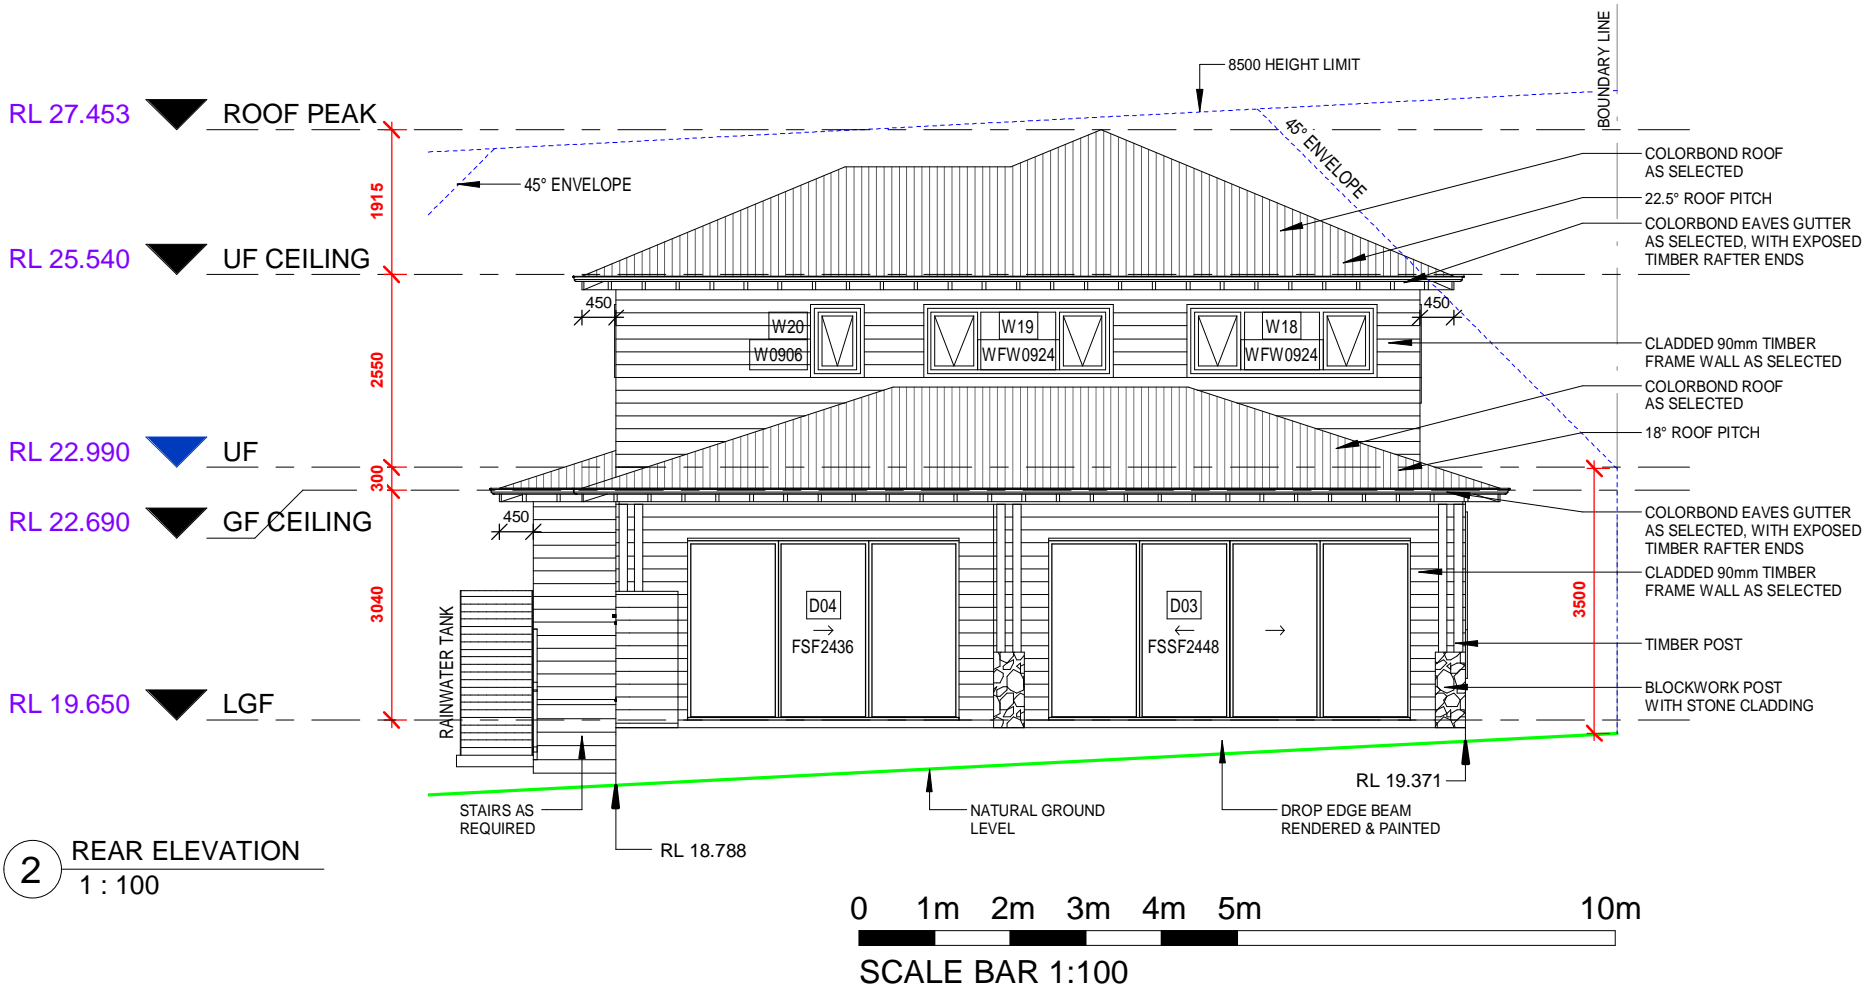 BOUNDARY LINE
8500 HEIGHT LIMIT
RL 27.453 ROOF PEAK
45° ENVELOPE
45° ENVELOPE
COLORBOND ROOF
AS SELECTED
22.5° ROOF PITCH
COLORBOND EAVES GUTTER
AS SELECTED, WITH EXPOSED
TIMBER RAFTER ENDS
1915
RL 25.540 UF CEILING
450
450
W20
W0906
W19
WFW0924
W18
WFW0924
CLADDED 90mm TIMBER
FRAME WALL AS SELECTED
2550
COLORBOND ROOF
AS SELECTED
18° ROOF PITCH
RL 22.990 UF
300
RL 22.690 GF CEILING
450
COLORBOND EAVES GUTTER
AS SELECTED, WITH EXPOSED
TIMBER RAFTER ENDS
CLADDED 90mm TIMBER
FRAME WALL AS SELECTED
3040
3500
D04
FSF2436
D03
FSSF2448
RAINWATER TANK
TIMBER POST
BLOCKWORK POST
WITH STONE CLADDING
RL 19.650 LGF
RL 19.371
STAIRS AS
REQUIRED
NATURAL GROUND
LEVEL
DROP EDGE BEAM
RENDERED & PAINTED
RL 18.788
2 REAR ELEVATION
1 : 100
0 1m 2m 3m 4m 5m 10m
SCALE BAR 1:100